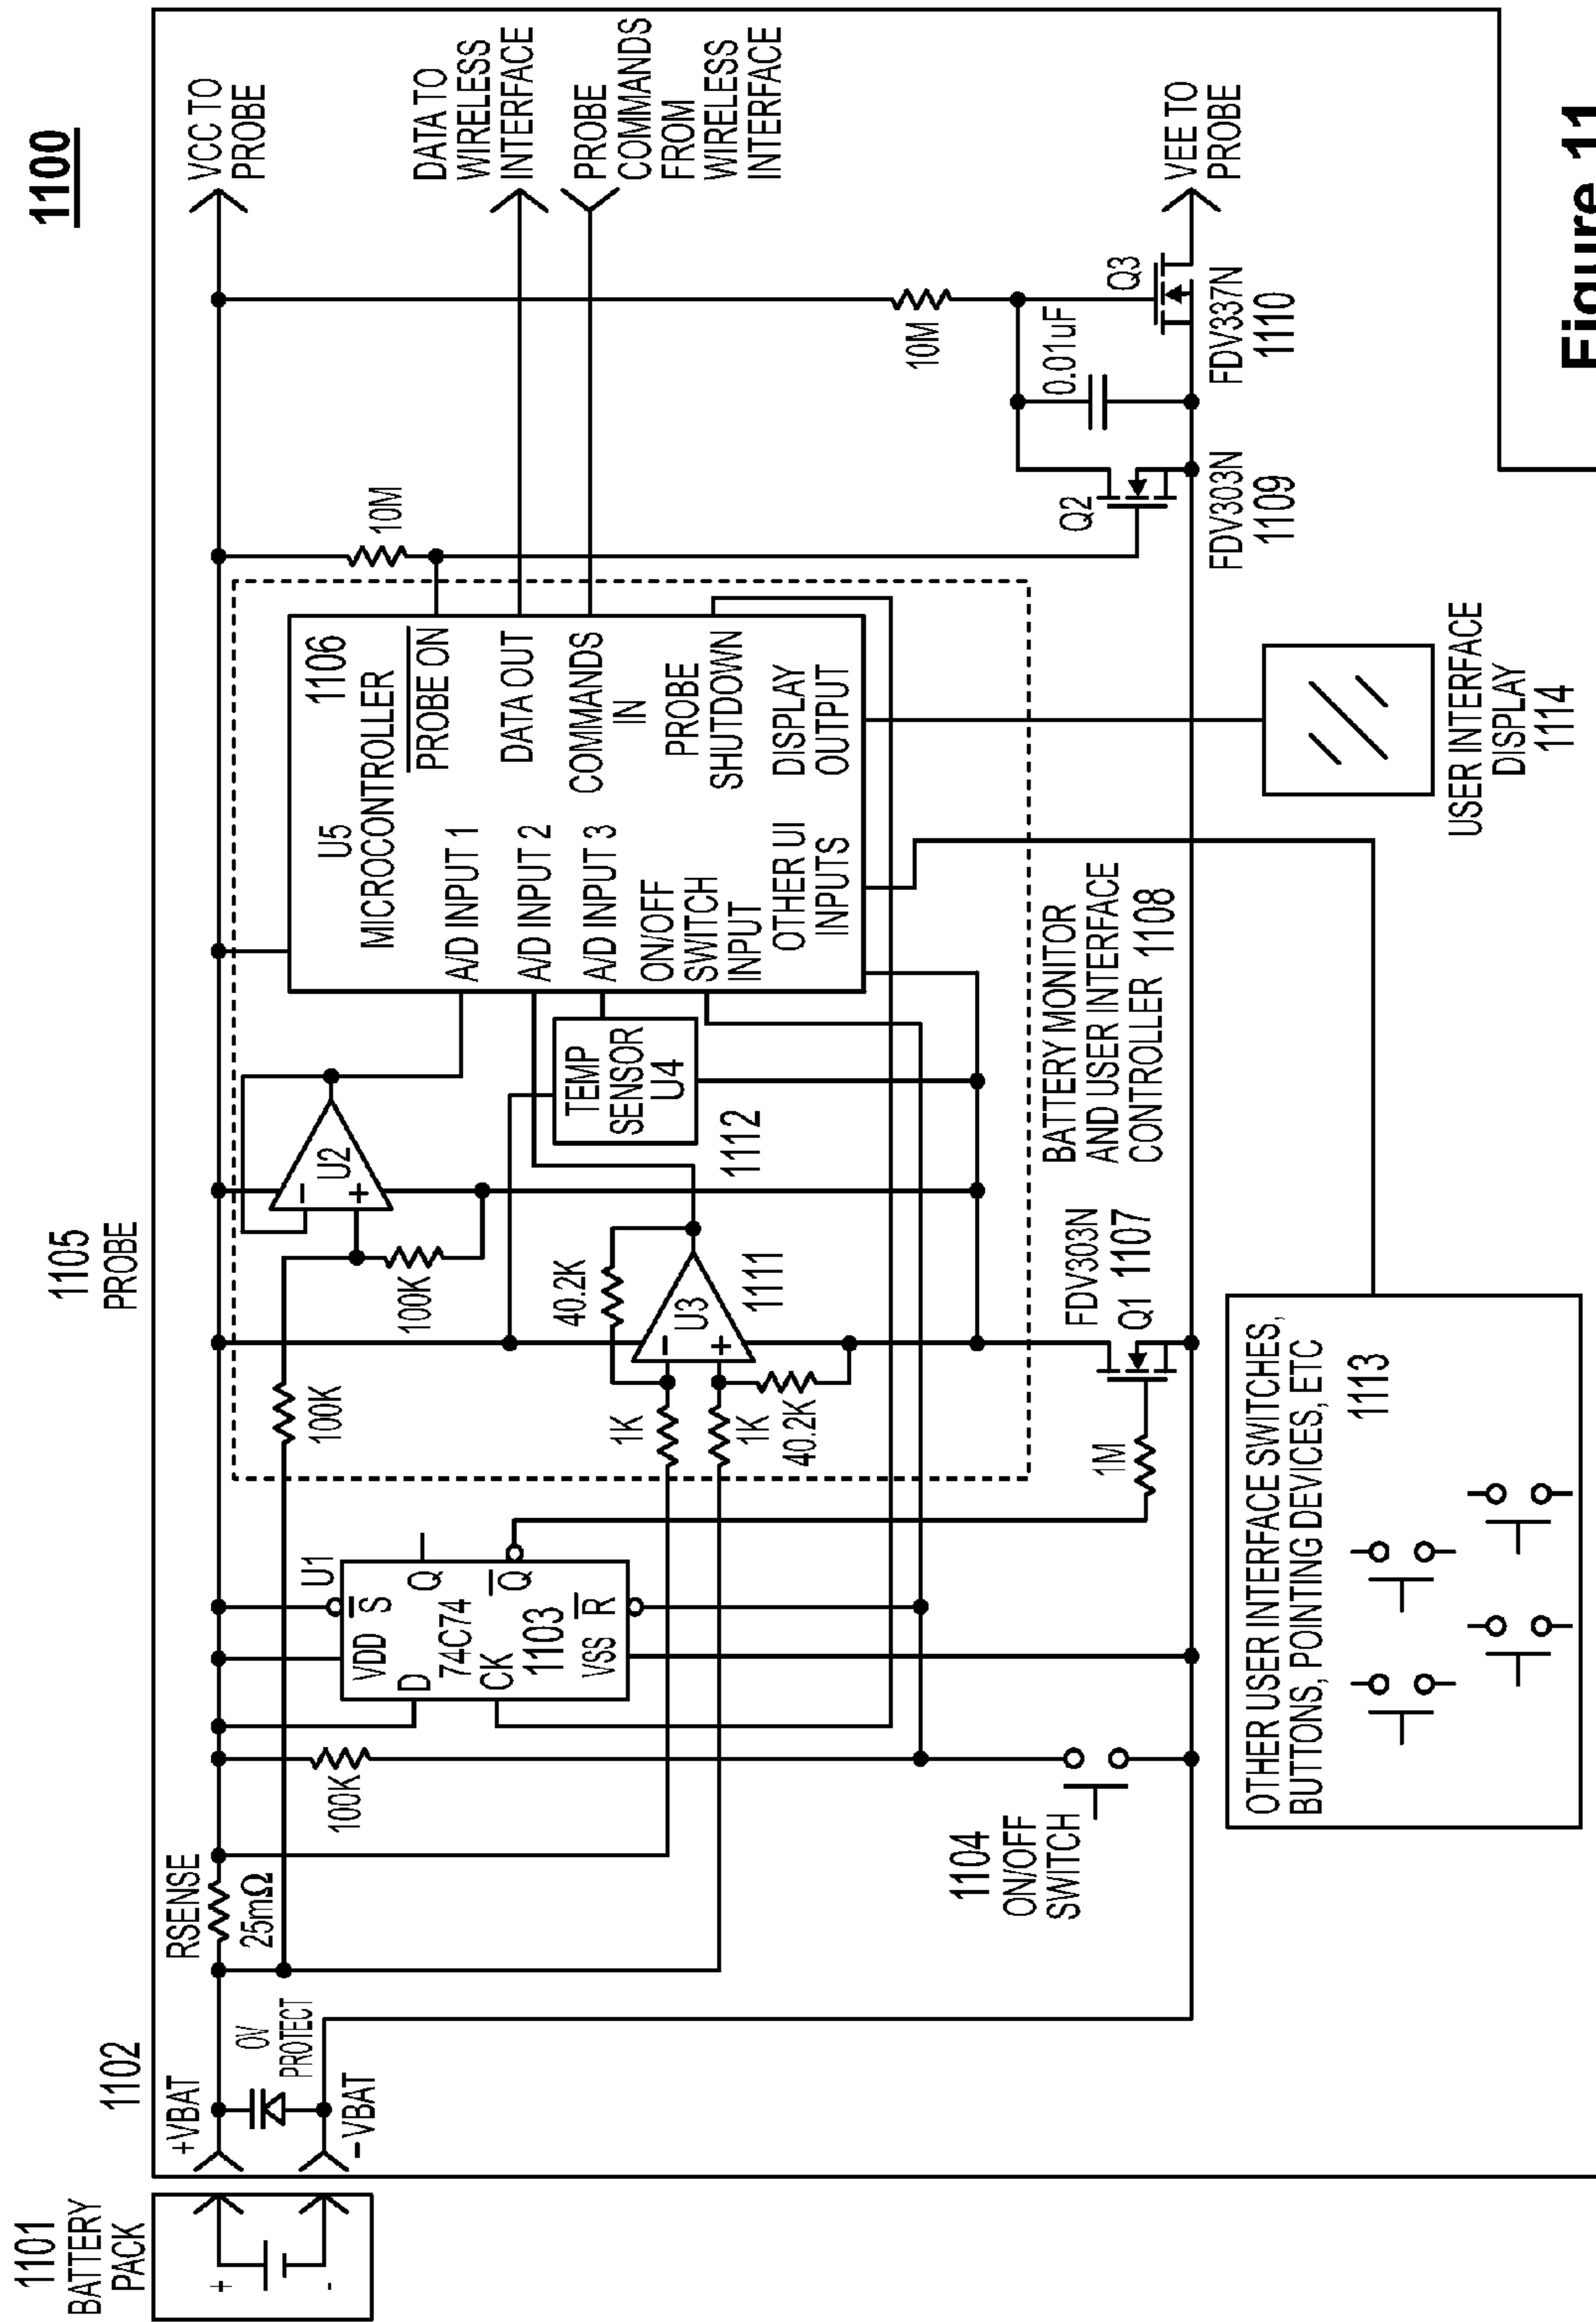 1100
1101
BATTERY
PACK
+
-
1102
+VBAT
-VBAT
OV
PROTECT
RSENSE
25mΩ
1105
PROBE
VCC TO
PROBE
DATA TO
WIRELESS
INTERFACE
PROBE
COMMANDS
FROM
WIRELESS
INTERFACE
VEE TO
PROBE
100K
U1
S
VDD
D
Q
74C74
CK
Q
1103
VSS
R
1104
ON/OFF
SWITCH
100K
100K
U2
-
+
1K
1K
40.2K
40.2K
U3
-
+
1111
TEMP
SENSOR
U4
1112
U5
1106
MICROCONTROLLER
PROBE ON
A/D INPUT 1
DATA OUT
A/D INPUT 2
COMMANDS
IN
A/D INPUT 3
PROBE
SHUTDOWN
ON/OFF
SWITCH
INPUT
DISPLAY
OUTPUT
OTHER UI
INPUTS
BATTERY MONITOR
AND USER INTERFACE
CONTROLLER 1108
1M
FDV303N
Q1 1107
10M
10M
0.01uF
Q2
FDV303N
1109
Q3
FDV337N
1110
OTHER USER INTERFACE SWITCHES,
BUTTONS, POINTING DEVICES, ETC
1113
USER INTERFACE
DISPLAY
1114
Figure 11